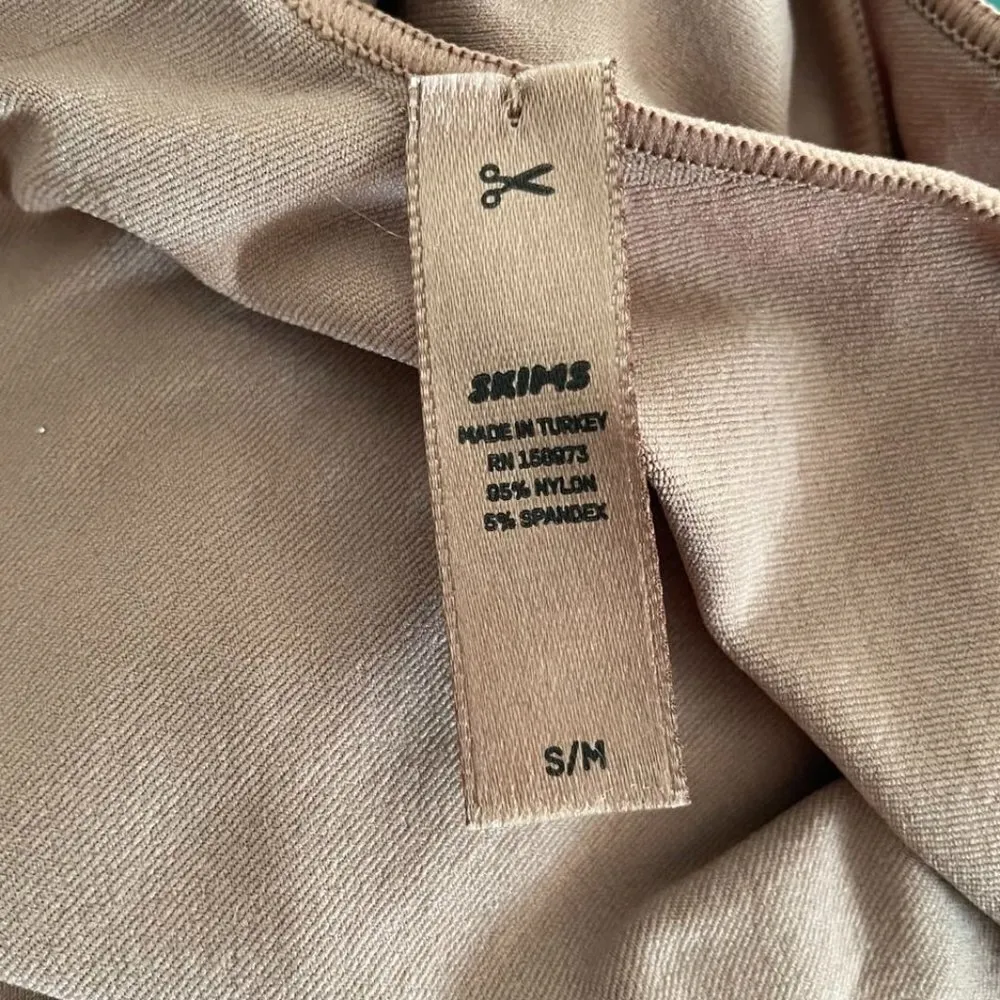 SKIMS
MADE IN TURKEY
RN 158973
95% NYLON
5% SPANDEX
S/M